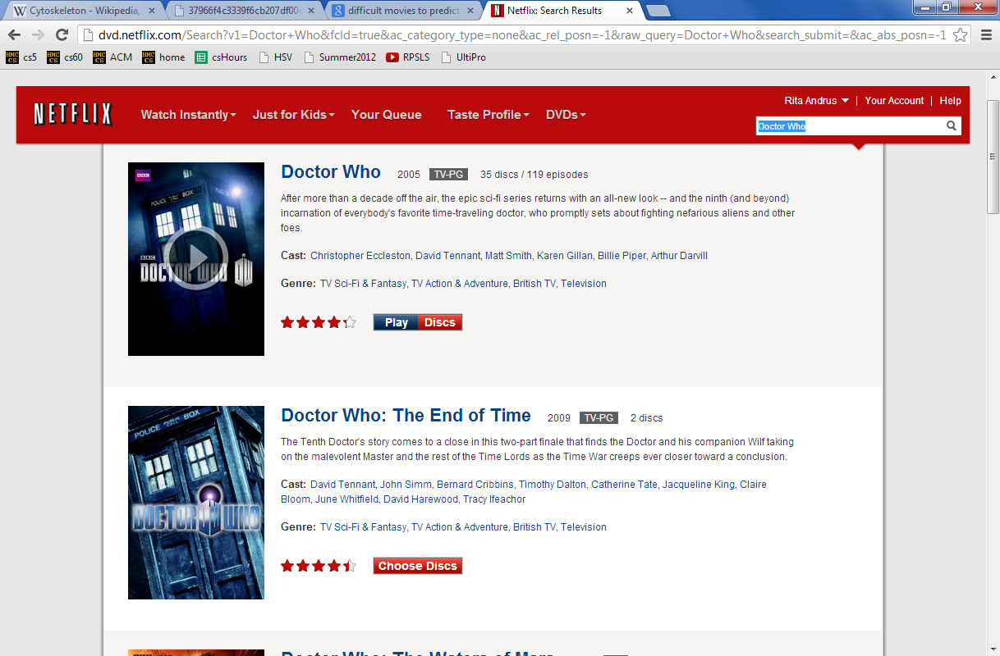 Cytoskeleton - Wikipedia,
37966f4c3339f6cb207df00
difficult movies to predict
Netflix: Search Results
dvd.netflix.com/Search?v1=Doctor+Who&fcld=true&ac_category_type=none&ac_rel_posn=-1&raw_query=Doctor+Who&search_submit=&ac_abs_posn=-1
cs5 cs60 ACM home csHours HSV Summer2012 RPSLS UltiPro
Rita Andrus | Your Account | Help
NETFLIX Watch Instantly Just for Kids Your Queue Taste Profile DVDs
Doctor Who
Doctor Who 2005 TV-PG 35 discs / 119 episodes
After more than a decade off the air, the epic sci-fi series returns with an all-new look -- and the ninth (and beyond)
incarnation of everybody's favorite time-traveling doctor, who promptly sets about fighting nefarious aliens and other
foes.
Cast: Christopher Eccleston, David Tennant, Matt Smith, Karen Gillan, Billie Piper, Arthur Darvill
Genre: TV Sci-Fi & Fantasy, TV Action & Adventure, British TV, Television
Play Discs
BBC
POLICE BOX
BBC
DOCTOR WHO DW
Doctor Who: The End of Time 2009 TV-PG 2 discs
The Tenth Doctor's story comes to a close in this two-part finale that finds the Doctor and his companion Wilf taking
on the malevolent Master and the rest of the Time Lords as the Time War creeps ever closer toward a conclusion.
Cast: David Tennant, John Simm, Bernard Cribbins, Timothy Dalton, Catherine Tate, Jacqueline King, Claire
Bloom, June Whitfield, David Harewood, Tracy Ifeachor
Genre: TV Sci-Fi & Fantasy, TV Action & Adventure, British TV, Television
Choose Discs
POLICE BOX
DOCTOR WHO
Doctor Who: The Waters of Mars